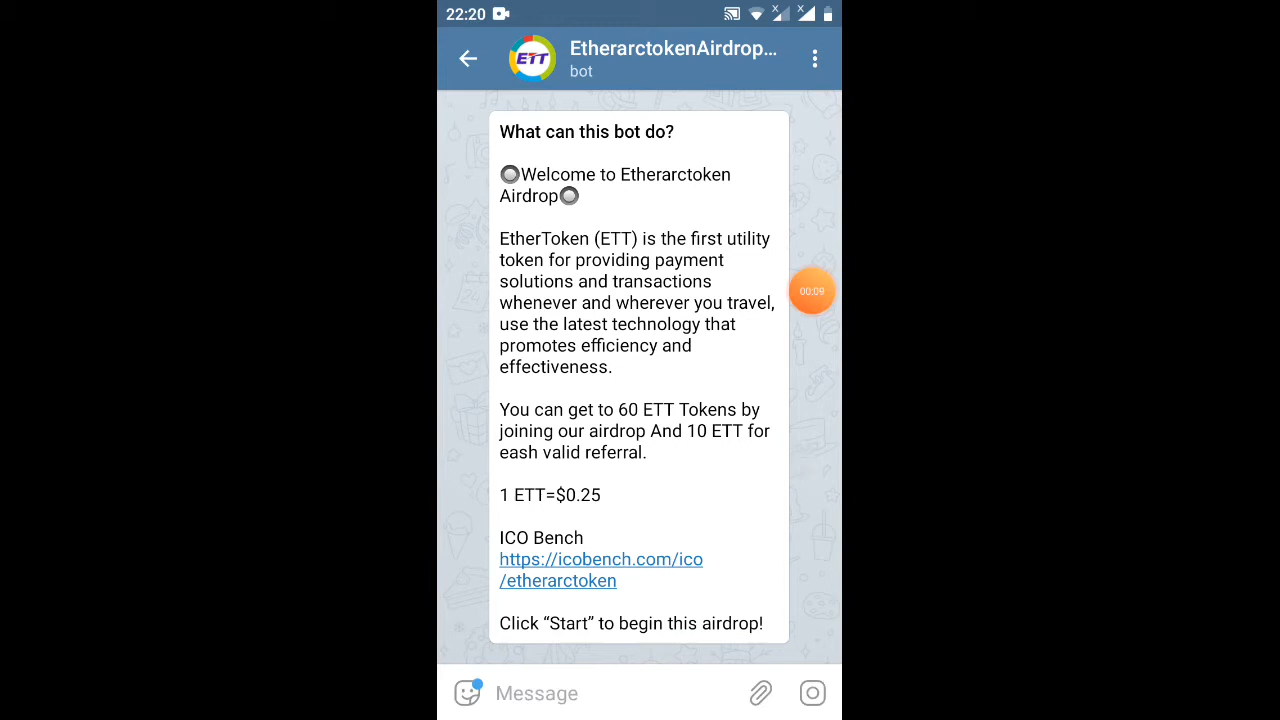 22:20
ETT
EtherarctokenAirdrop...
bot
What can this bot do?
Welcome to Etherarctoken
Airdrop
EtherToken (ETT) is the first utility
token for providing payment
solutions and transactions
whenever and wherever you travel,
use the latest technology that
promotes efficiency and
effectiveness.
You can get to 60 ETT Tokens by
joining our airdrop And 10 ETT for
eash valid referral.
1 ETT=$0.25
ICO Bench
https://icobench.com/ico
/etherarctoken
Click “Start” to begin this airdrop!
00:09
Message